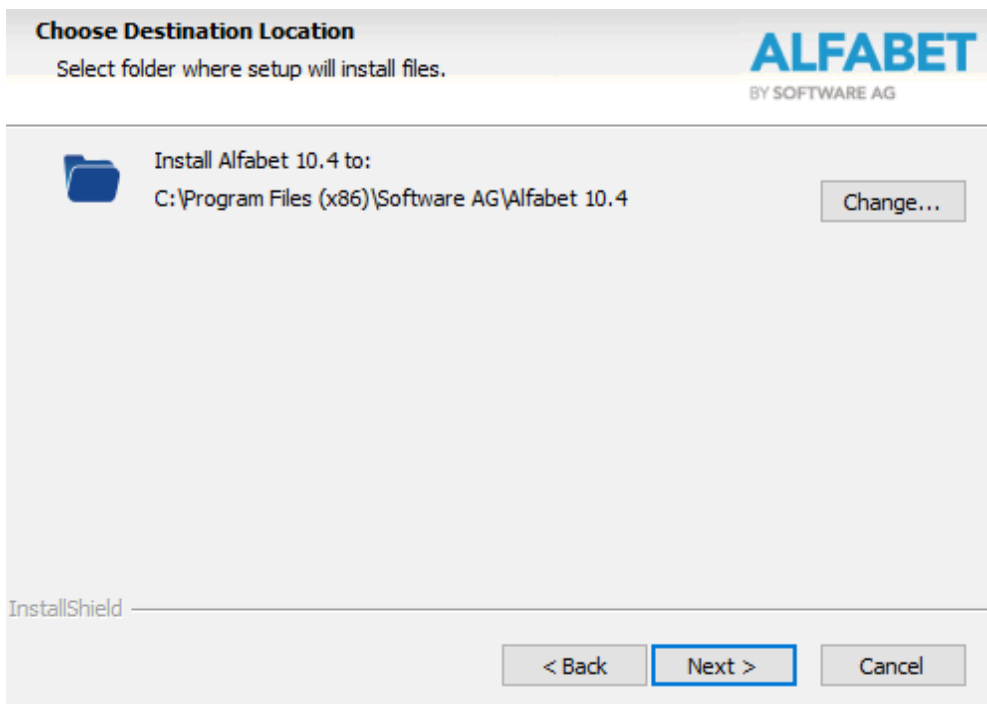 Choose Destination Location
Select folder where setup will install files.
ALFABET
BY SOFTWARE AG
Install Alfabet 10.4 to:
C:\Program Files (x86)\Software AG\Alfabet 10.4
Change...
InstallShield
< Back
Next >
Cancel